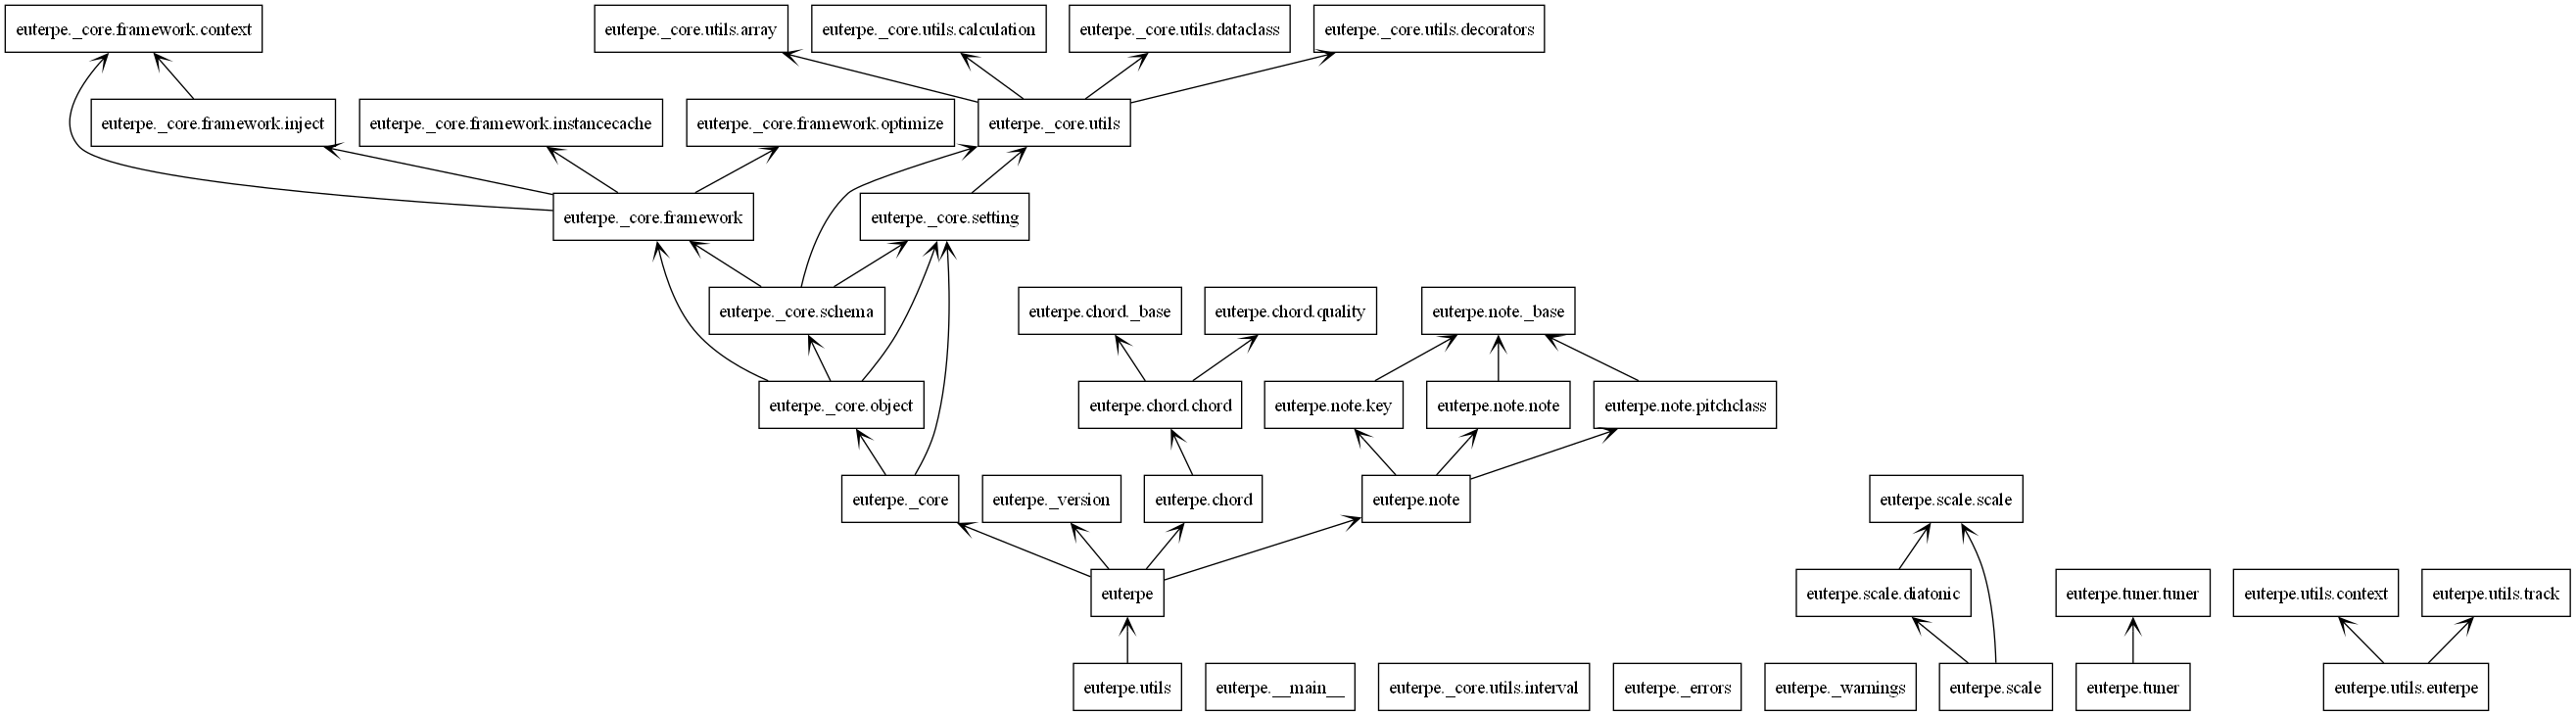 euterpe._core.framework.context
euterpe._core.utils.array
euterpe._core.utils.calculation
euterpe._core.utils.dataclass
euterpe._core.utils.decorators
euterpe._core.framework.inject
euterpe._core.framework.instancecache
euterpe._core.framework.optimize
euterpe._core.utils
euterpe._core.framework
euterpe._core.setting
euterpe._core.schema
euterpe.chord._base
euterpe.chord.quality
euterpe.note._base
euterpe._core.object
euterpe.chord.chord
euterpe.note.key
euterpe.note.note
euterpe.note.pitchclass
euterpe._core
euterpe._version
euterpe.chord
euterpe.note
euterpe.scale.scale
euterpe
euterpe.scale.diatonic
euterpe.tuner.tuner
euterpe.utils.context
euterpe.utils.track
euterpe.utils
euterpe.__main__
euterpe._core.utils.interval
euterpe._errors
euterpe._warnings
euterpe.scale
euterpe.tuner
euterpe.utils.euterpe